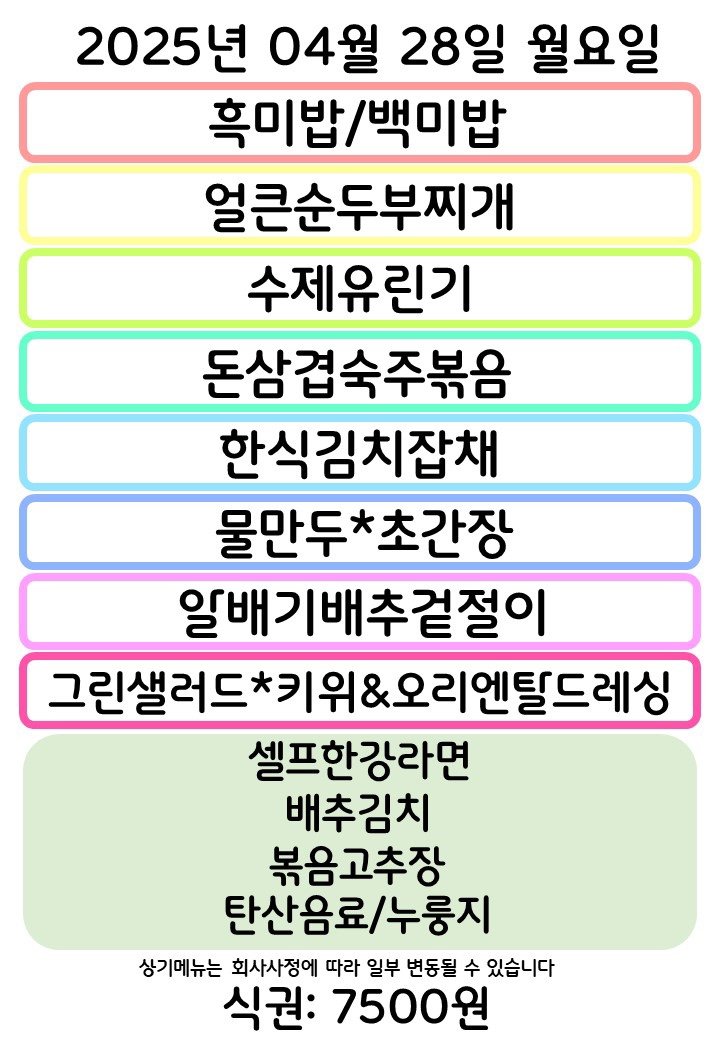 2025년 04월 28일 월요일
흑미밥/백미밥
얼큰순두부찌개
수제유린기
돈삼겹숙주볶음
한식김치잡채
물만두*초간장
알배기배추겉절이
그린샐러드*키위&오리엔탈드레싱
셀프한강라면
배추김치
볶음고추장
탄산음료/누룽지
상기메뉴는 회사사정에 따라 일부 변동될 수 있습니다
식권: 7500원